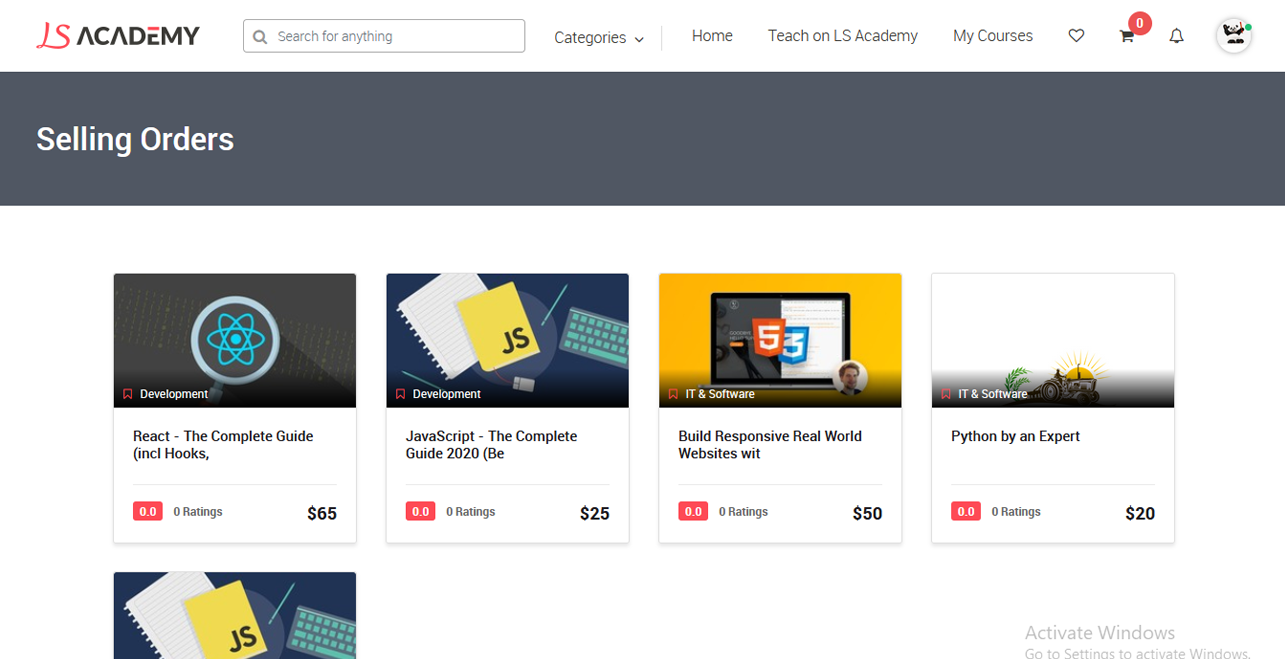 LS ACADEMY
Search for anything
Categories
Home
Teach on LS Academy
My Courses
0
Selling Orders
Development
React - The Complete Guide
(incl Hooks,
0.0 0 Ratings $65
JS
Development
JavaScript - The Complete
Guide 2020 (Be
0.0 0 Ratings $25
5
3
IT & Software
Build Responsive Real World
Websites wit
0.0 0 Ratings $50
IT & Software
Python by an Expert
0.0 0 Ratings $20
JS
Activate Windows
Go to Settings to activate Windows.